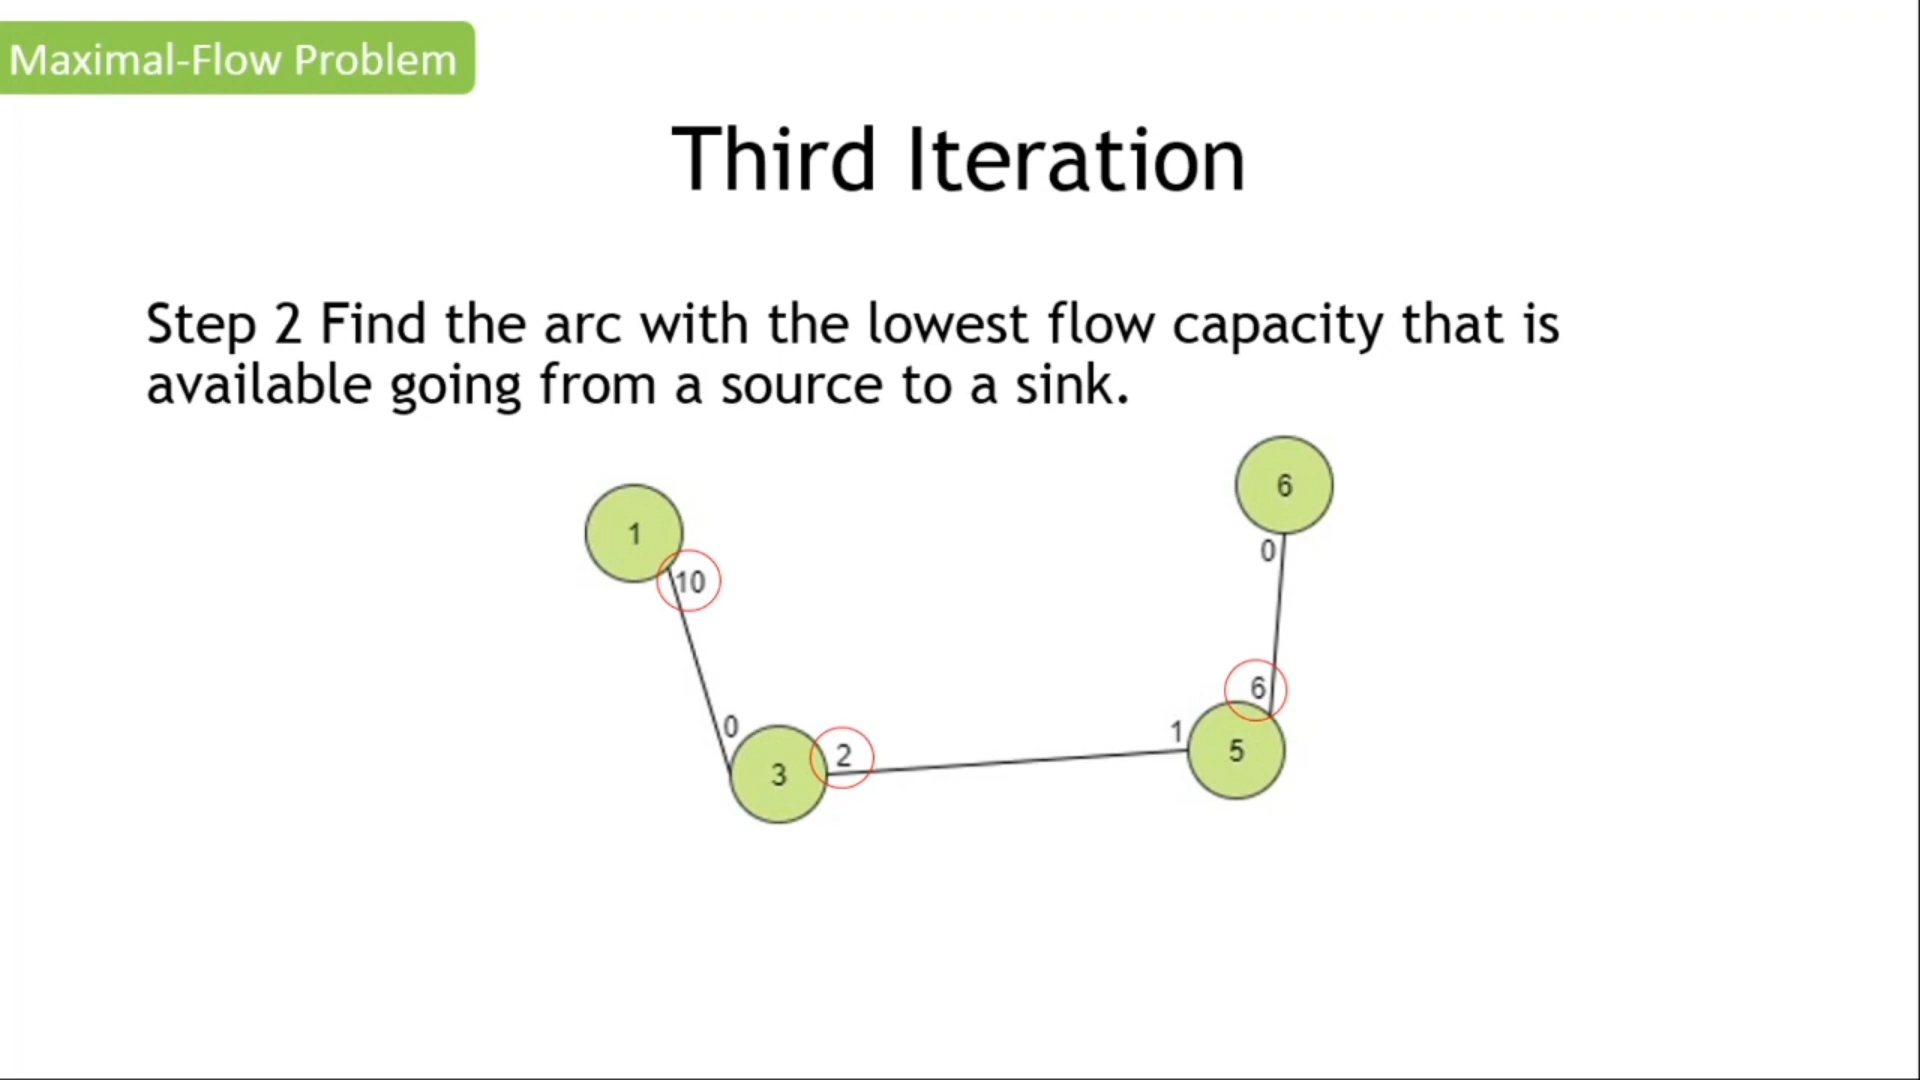 Maximal-Flow Problem
Third Iteration
Step 2 Find the arc with the lowest flow capacity that is
available going from a source to a sink.
6
1
0
10
6
0
1
2
5
3